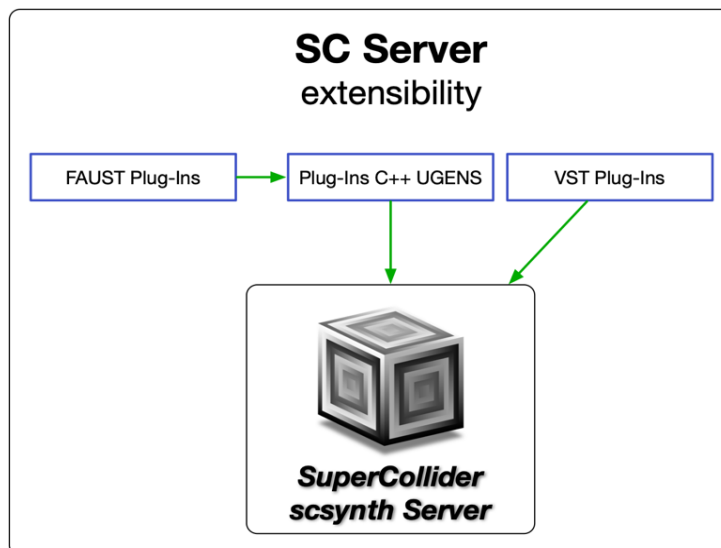 SC Server
extensibility
FAUST Plug-Ins
Plug-Ins C++ UGENS
VST Plug-Ins
SuperCollider
scsynth Server